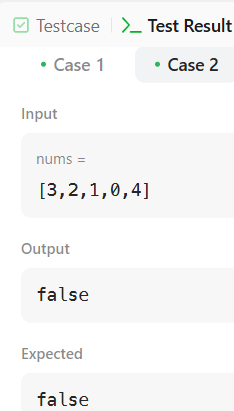 Testcase
Test Result
Case 1
Case 2
Input
nums =
[3,2,1,0,4]
Output
false
Expected
false